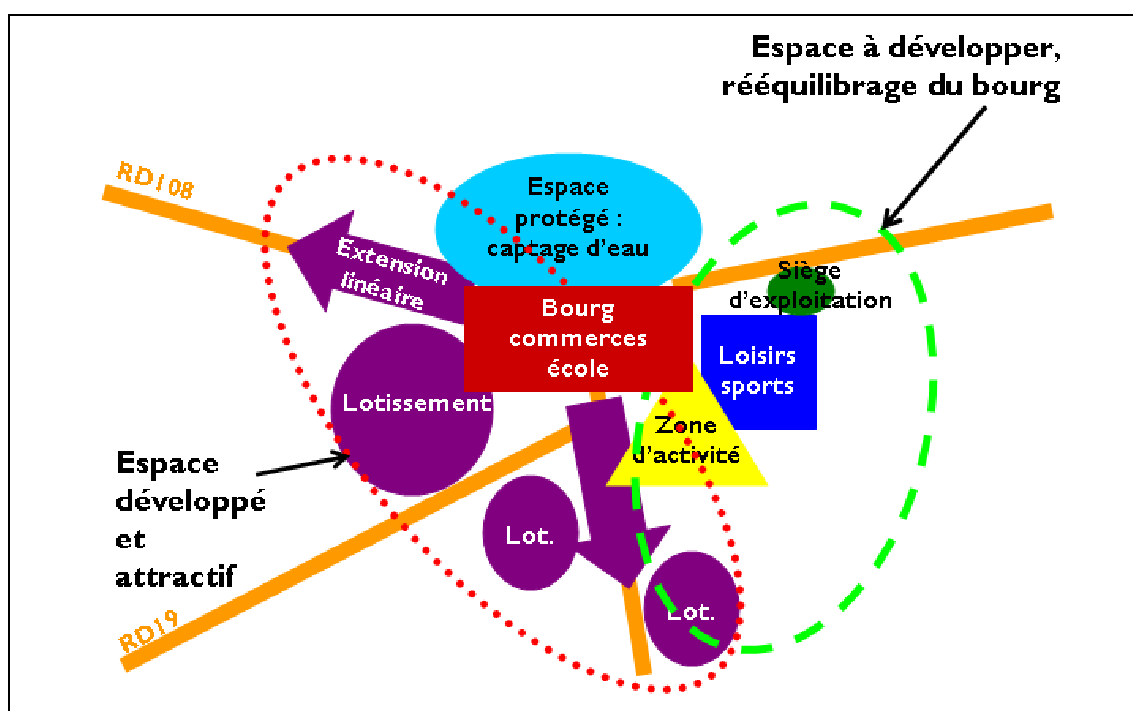 Espace à développer,
rééquilibrage du bourg
RD108
Espace
protégé :
captage d'eau
Extension
linéaire
Siège
d'exploitation
Bourg
commerces
école
Loisirs
sports
Lotissement
Zone
d'activité
Espace
développé
et
attractif
Lot.
Lot.
RD19